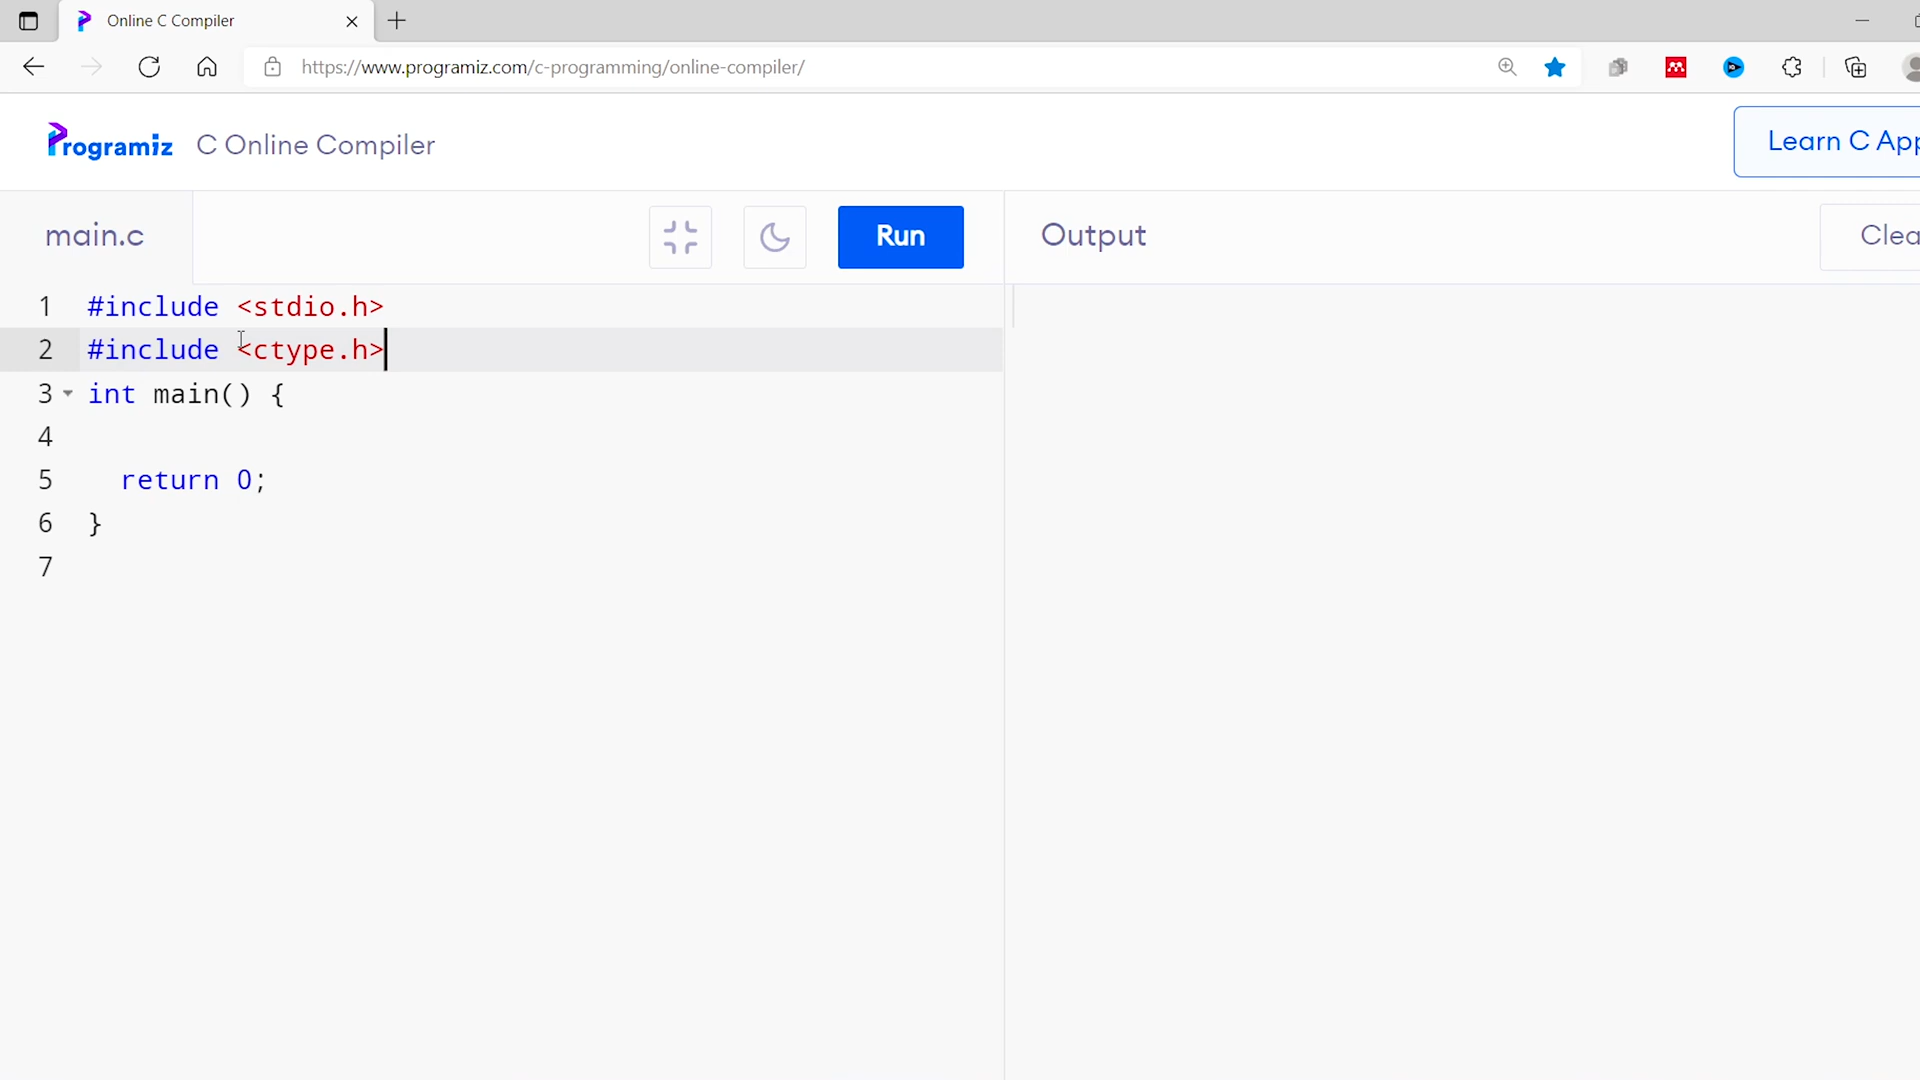 Online C Compiler
https://www.programiz.com/c-programming/online-compiler/
Programiz C Online Compiler
Learn C App
main.c
Run
Output
Clea
1 #include <stdio.h>
2 #include <ctype.h>
3 int main() {
4
5 return 0;
6 }
7